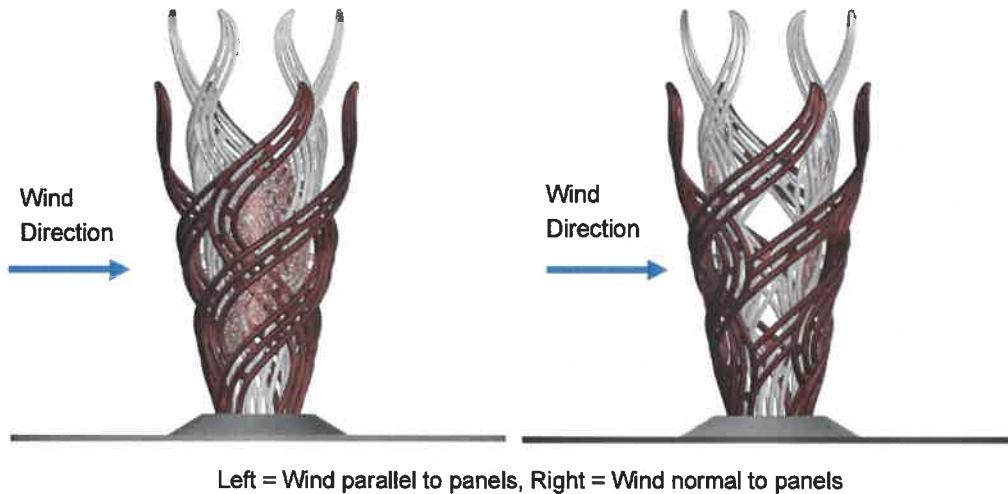 Wind
Direction
Wind
Direction
Left = Wind parallel to panels, Right = Wind normal to panels